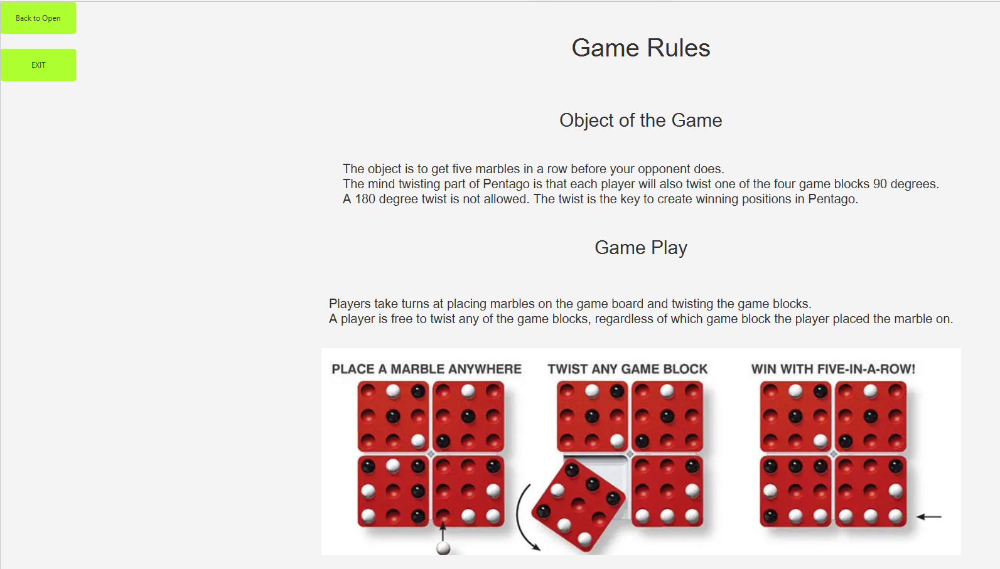 Back to Open
EXIT
Game Rules
Object of the Game
The object is to get five marbles in a row before your opponent does.
The mind twisting part of Pentago is that each player will also twist one of the four game blocks 90 degrees.
A 180 degree twist is not allowed. The twist is the key to create winning positions in Pentago.
Game Play
Players take turns at placing marbles on the game board and twisting the game blocks.
A player is free to twist any of the game blocks, regardless of which game block the player placed the marble on.
PLACE A MARBLE ANYWHERE
TWIST ANY GAME BLOCK
WIN WITH FIVE-IN-A-ROW!